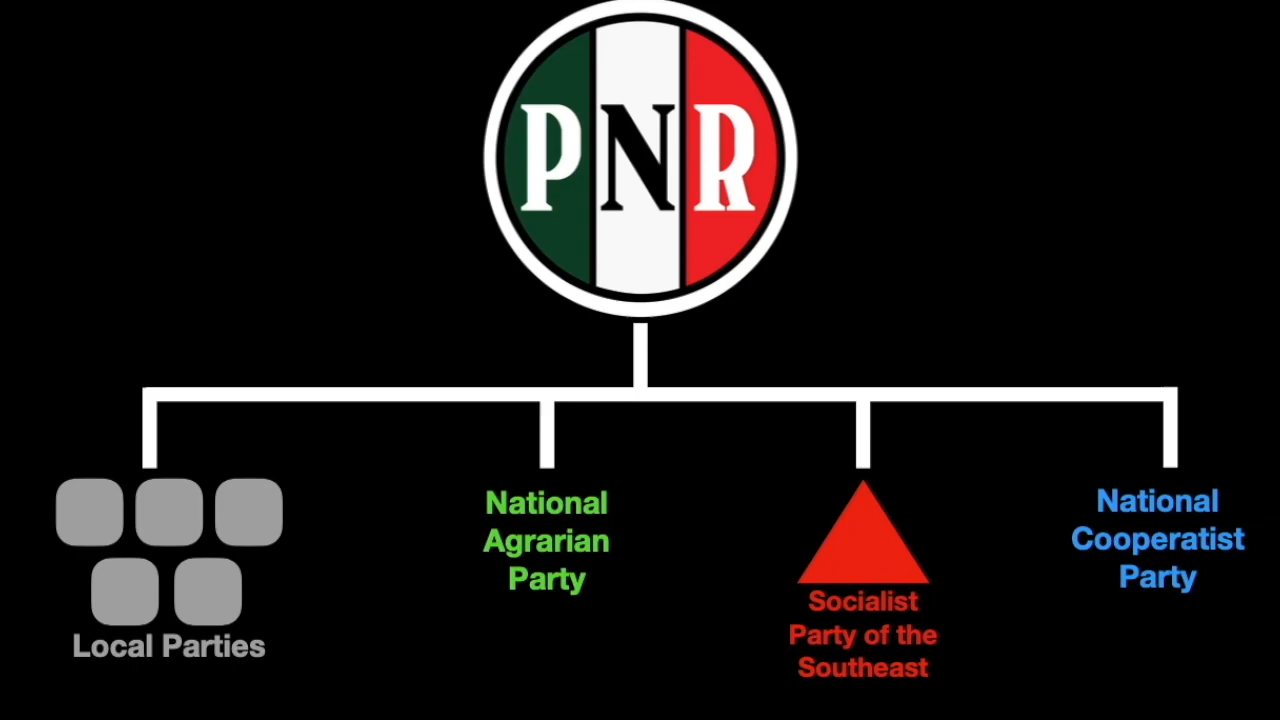 PNR
National
Agrarian
Party
National
Cooperatist
Party
Socialist
Party of the
Southeast
Local Parties